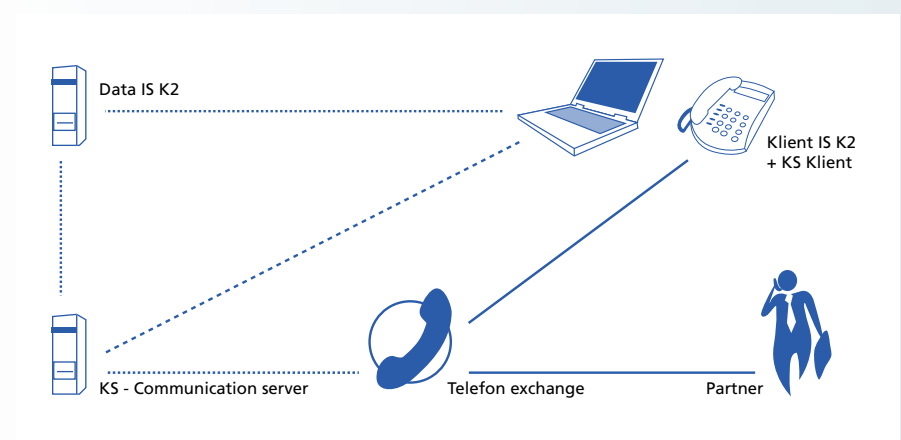 Data IS K2
Klient IS K2
+ KS Klient
KS - Communication server
Telefon exchange
Partner